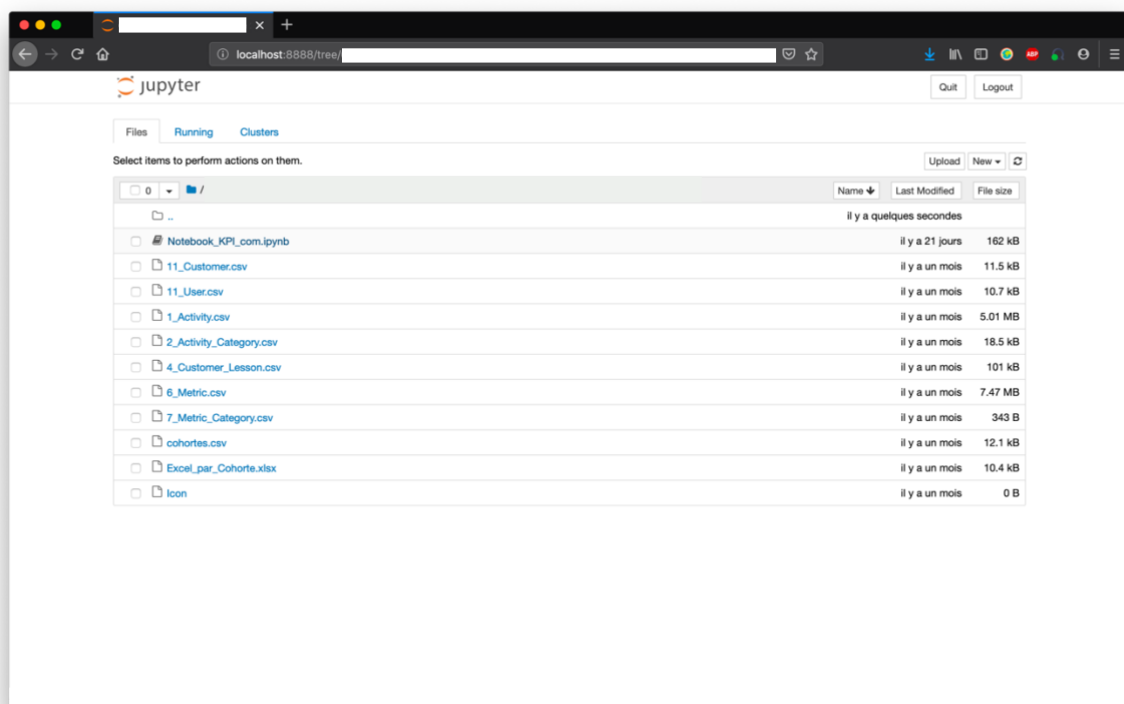 localhost:8888/tree/
ABP
jupyter
Quit Logout
Files Running Clusters
Select items to perform actions on them.
Upload New
0 / Name Last Modified File size
.. il y a quelques secondes
Notebook_KPI_com.ipynb il y a 21 jours 162 kB
11_Customer.csv il y a un mois 11.5 kB
11_User.csv il y a un mois 10.7 kB
1_Activity.csv il y a un mois 5.01 MB
2_Activity_Category.csv il y a un mois 18.5 kB
4_Customer_Lesson.csv il y a un mois 101 kB
6_Metric.csv il y a un mois 7.47 MB
7_Metric_Category.csv il y a un mois 343 B
cohortes.csv il y a un mois 12.1 kB
Excel_par_Cohorte.xlsx il y a un mois 10.4 kB
Icon il y a un mois 0 B